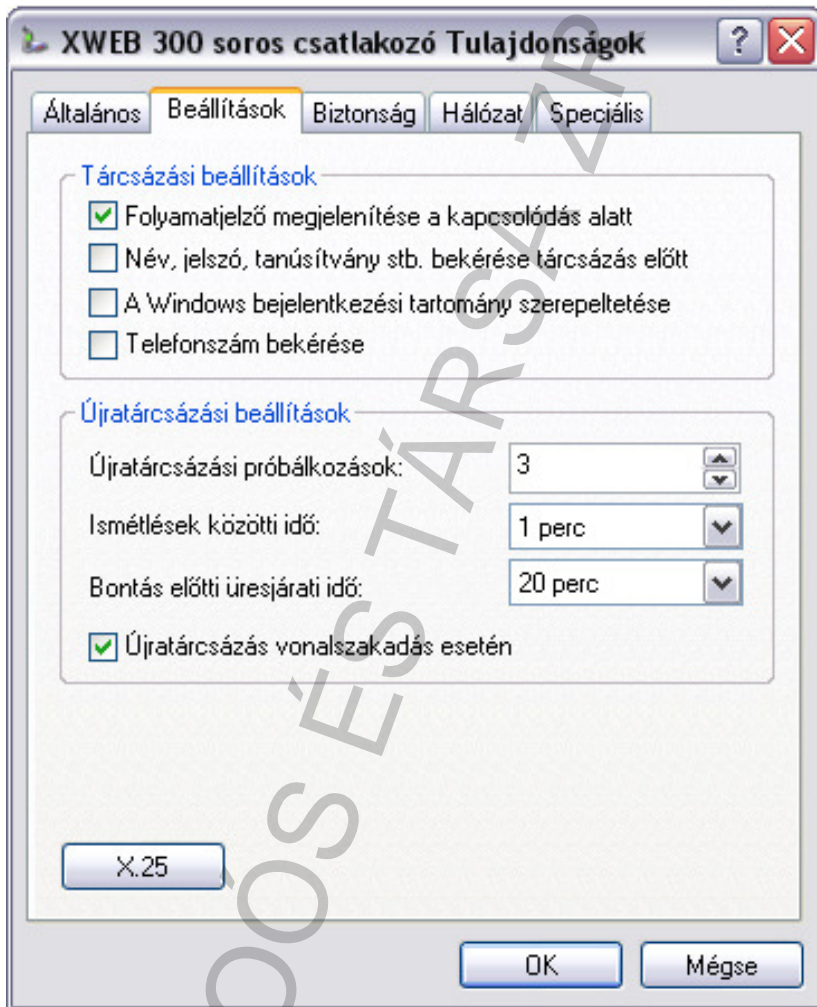 XWEB 300 soros csatlakozó Tulajdonságok
Általános Beállítások Biztonság Hálózat Speciális
Tárcsázási beállítások
Folyamatjelző megjelenítése a kapcsolódás alatt
Név, jelszó, tanúsítvány stb. bekérése tárcsázás előtt
A Windows bejelentkezési tartomány szerepeltetése
Telefonszám bekérése
Újratárcsázási beállítások
Újratárcsázási próbálkozások: 3
Ismétlések közötti idő: 1 perc
Bontás előtti üresjárati idő: 20 perc
Újratárcsázás vonalszakadás esetén
X.25
OK Mégse
ÉS TÁRSA